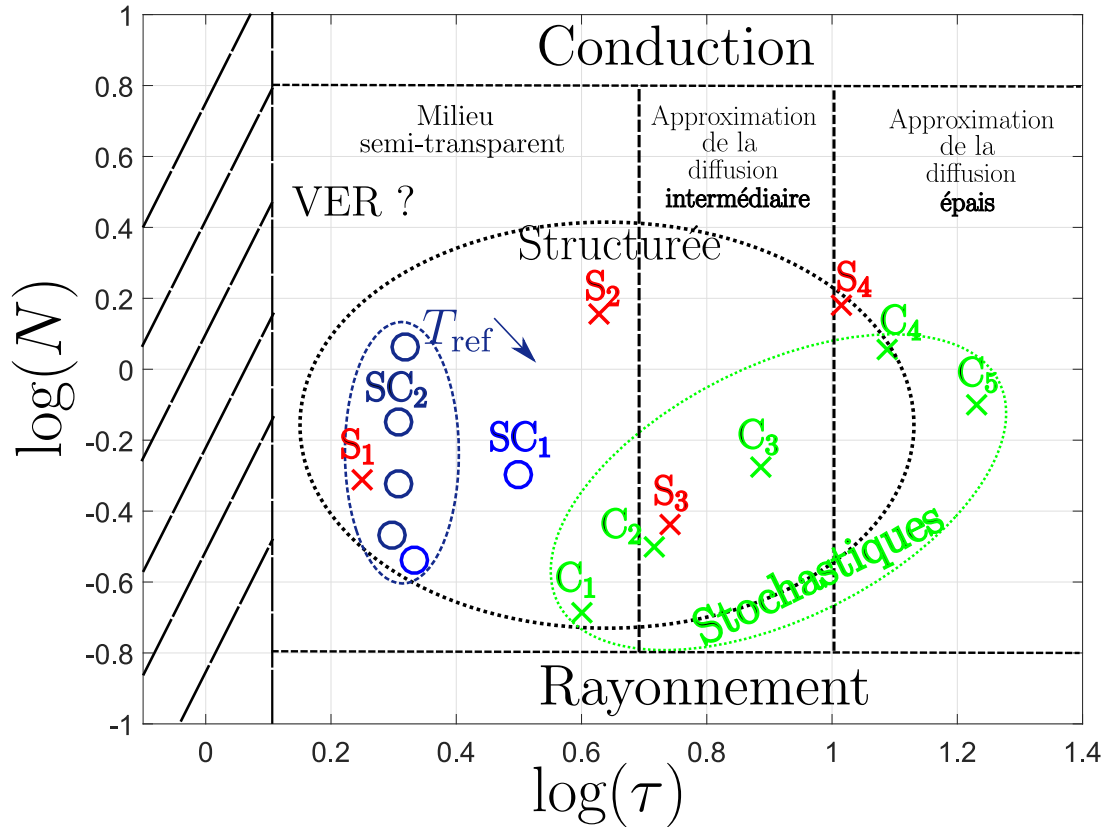 Conduction
Milieu
semi-transparent
Approximation
de la
diffusion
intermédiaire
Approximation
de la
diffusion
épais
VER ?
Structurée
S2
S4
Tref
C4
SC2
C5
S1
SC1
C3
S3
C2
C1
Stochastiques
Rayonnement
log(N)
1
0.8
0.6
0.4
0.2
0
-0.2
-0.4
-0.6
-0.8
-1
0
0.2
0.4
0.6
0.8
1
1.2
1.4
log(τ)